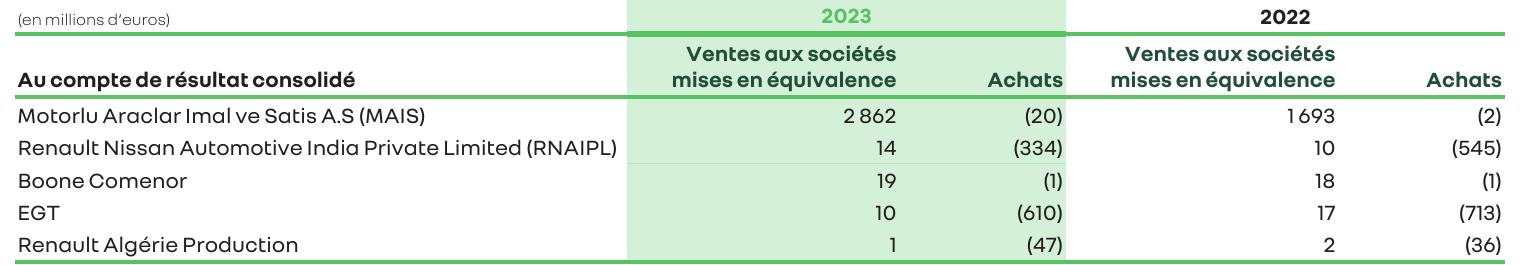 (en millions d’euros) 2023 2022
Ventes aux sociétés Ventes aux sociétés
Au compte de résultat consolidé mises en équivalence Achats mises en équivalence Achats
Motorlu Araclar Imal ve Satis A.S (MAIS) 2 862 (20) 1 693 (2)
Renault Nissan Automotive India Private Limited (RNAIPL) 14 (334) 10 (545)
Boone Comenor 19 (1) 18 (1)
EGT 10 (610) 17 (713)
Renault Algérie Production 1 (47) 2 (36)